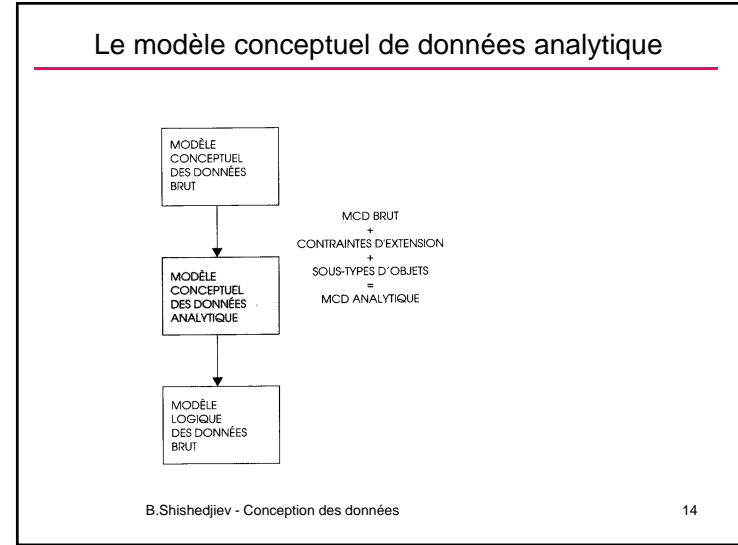 Le modèle conceptuel de données analytique
MODÈLE
CONCEPTUEL
DES DONNÉES
BRUT
MCD BRUT
+
CONTRAINTES D'EXTENSION
+
SOUS-TYPES D'OBJETS
=
MCD ANALYTIQUE
MODÈLE
CONCEPTUEL
DES DONNÉES
ANALYTIQUE
MODÈLE
LOGIQUE
DES DONNÉES
BRUT
B.Shishedjiev - Conception des données
14